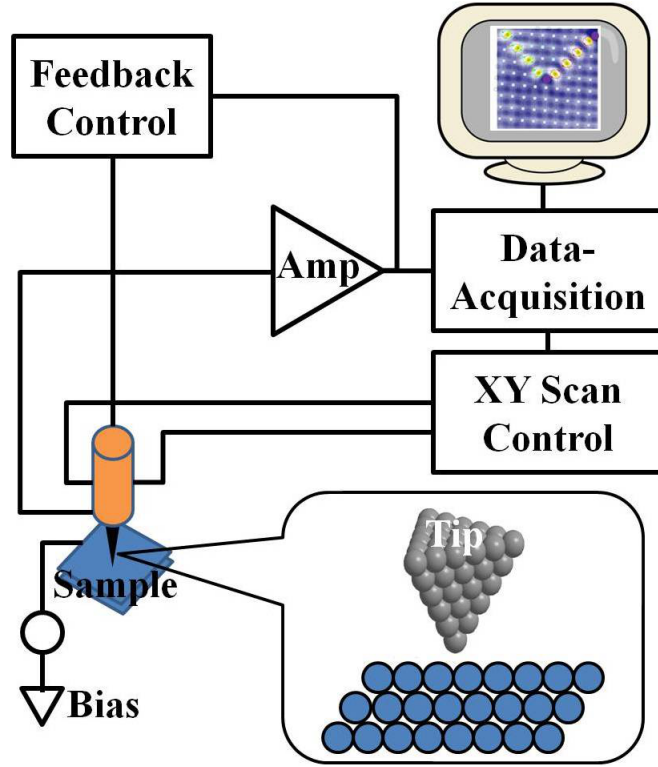 Feedback
Control
Amp
Data-
Acquisition
XY Scan
Control
Tip
Sample
Bias